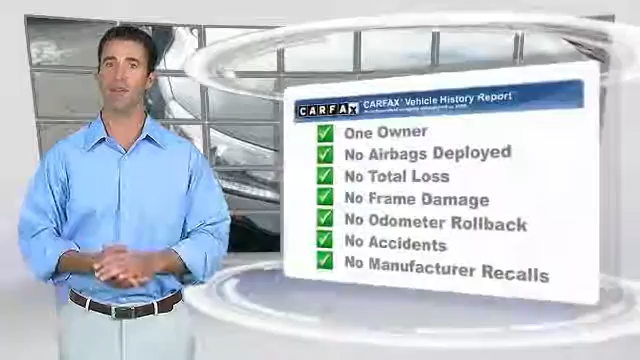 CARFAX CARFAX Vehicle History Report
One Owner
No Airbags Deployed
No Total Loss
No Frame Damage
No Odometer Rollback
No Accidents
No Manufacturer Recalls